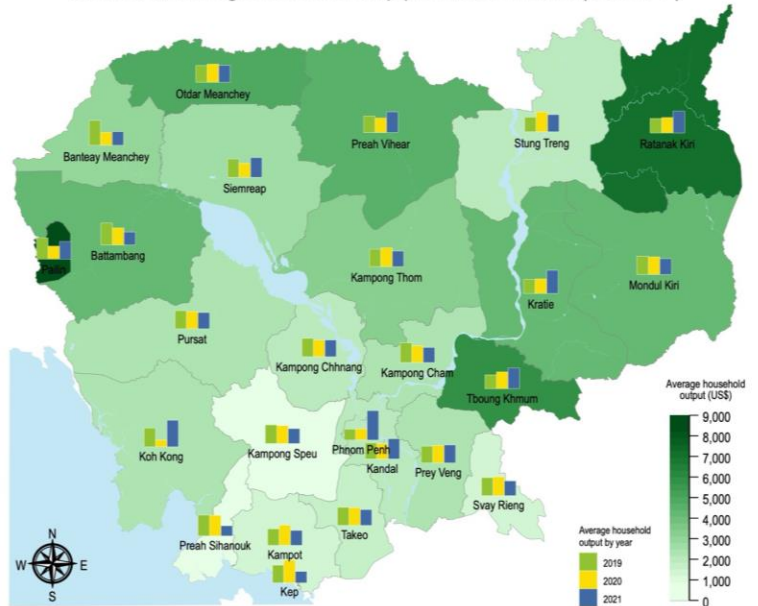 Otdar Meanchey
Banteay Meanchey
Siemreap
Preah Vihear
Stung Treng
Ratanak Kiri
Battambang
Pailin
Kampong Thom
Kratie
Mondul Kiri
Pursat
Kampong Chhnang
Kampong Cham
Tboung Khmum
Koh Kong
Kampong Speu
Phnom Penh
Kandal
Prey Veng
Svay Rieng
Preah Sihanouk
Kampot
Takeo
Kep
N
W
E
S
Average household
output (US$)
9,000
8,000
7,000
6,000
5,000
4,000
3,000
2,000
1,000
0
Average household
output by year
2019
2020
2021